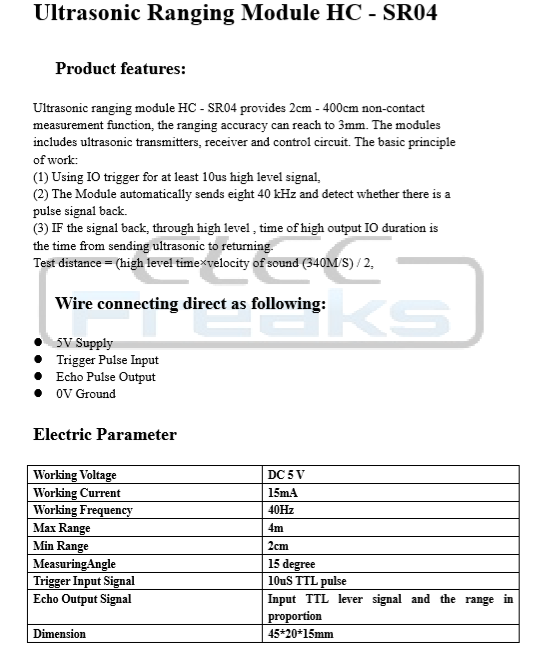 Ultrasonic Ranging Module HC - SR04
Product features:
Ultrasonic ranging module HC - SR04 provides 2cm - 400cm non-contact
measurement function, the ranging accuracy can reach to 3mm. The modules
includes ultrasonic transmitters, receiver and control circuit. The basic principle
of work:
(1) Using IO trigger for at least 10us high level signal,
(2) The Module automatically sends eight 40 kHz and detect whether there is a
pulse signal back.
(3) IF the signal back, through high level , time of high output IO duration is
the time from sending ultrasonic to returning.
Test distance = (high level time×velocity of sound (340M/S) / 2,
ELEC
Freaks
Wire connecting direct as following:
● 5V Supply
● Trigger Pulse Input
● Echo Pulse Output
● 0V Ground
Electric Parameter
Working Voltage DC 5 V
Working Current 15mA
Working Frequency 40Hz
Max Range 4m
Min Range 2cm
MeasuringAngle 15 degree
Trigger Input Signal 10uS TTL pulse
Echo Output Signal Input TTL lever signal and the range in
proportion
Dimension 45*20*15mm